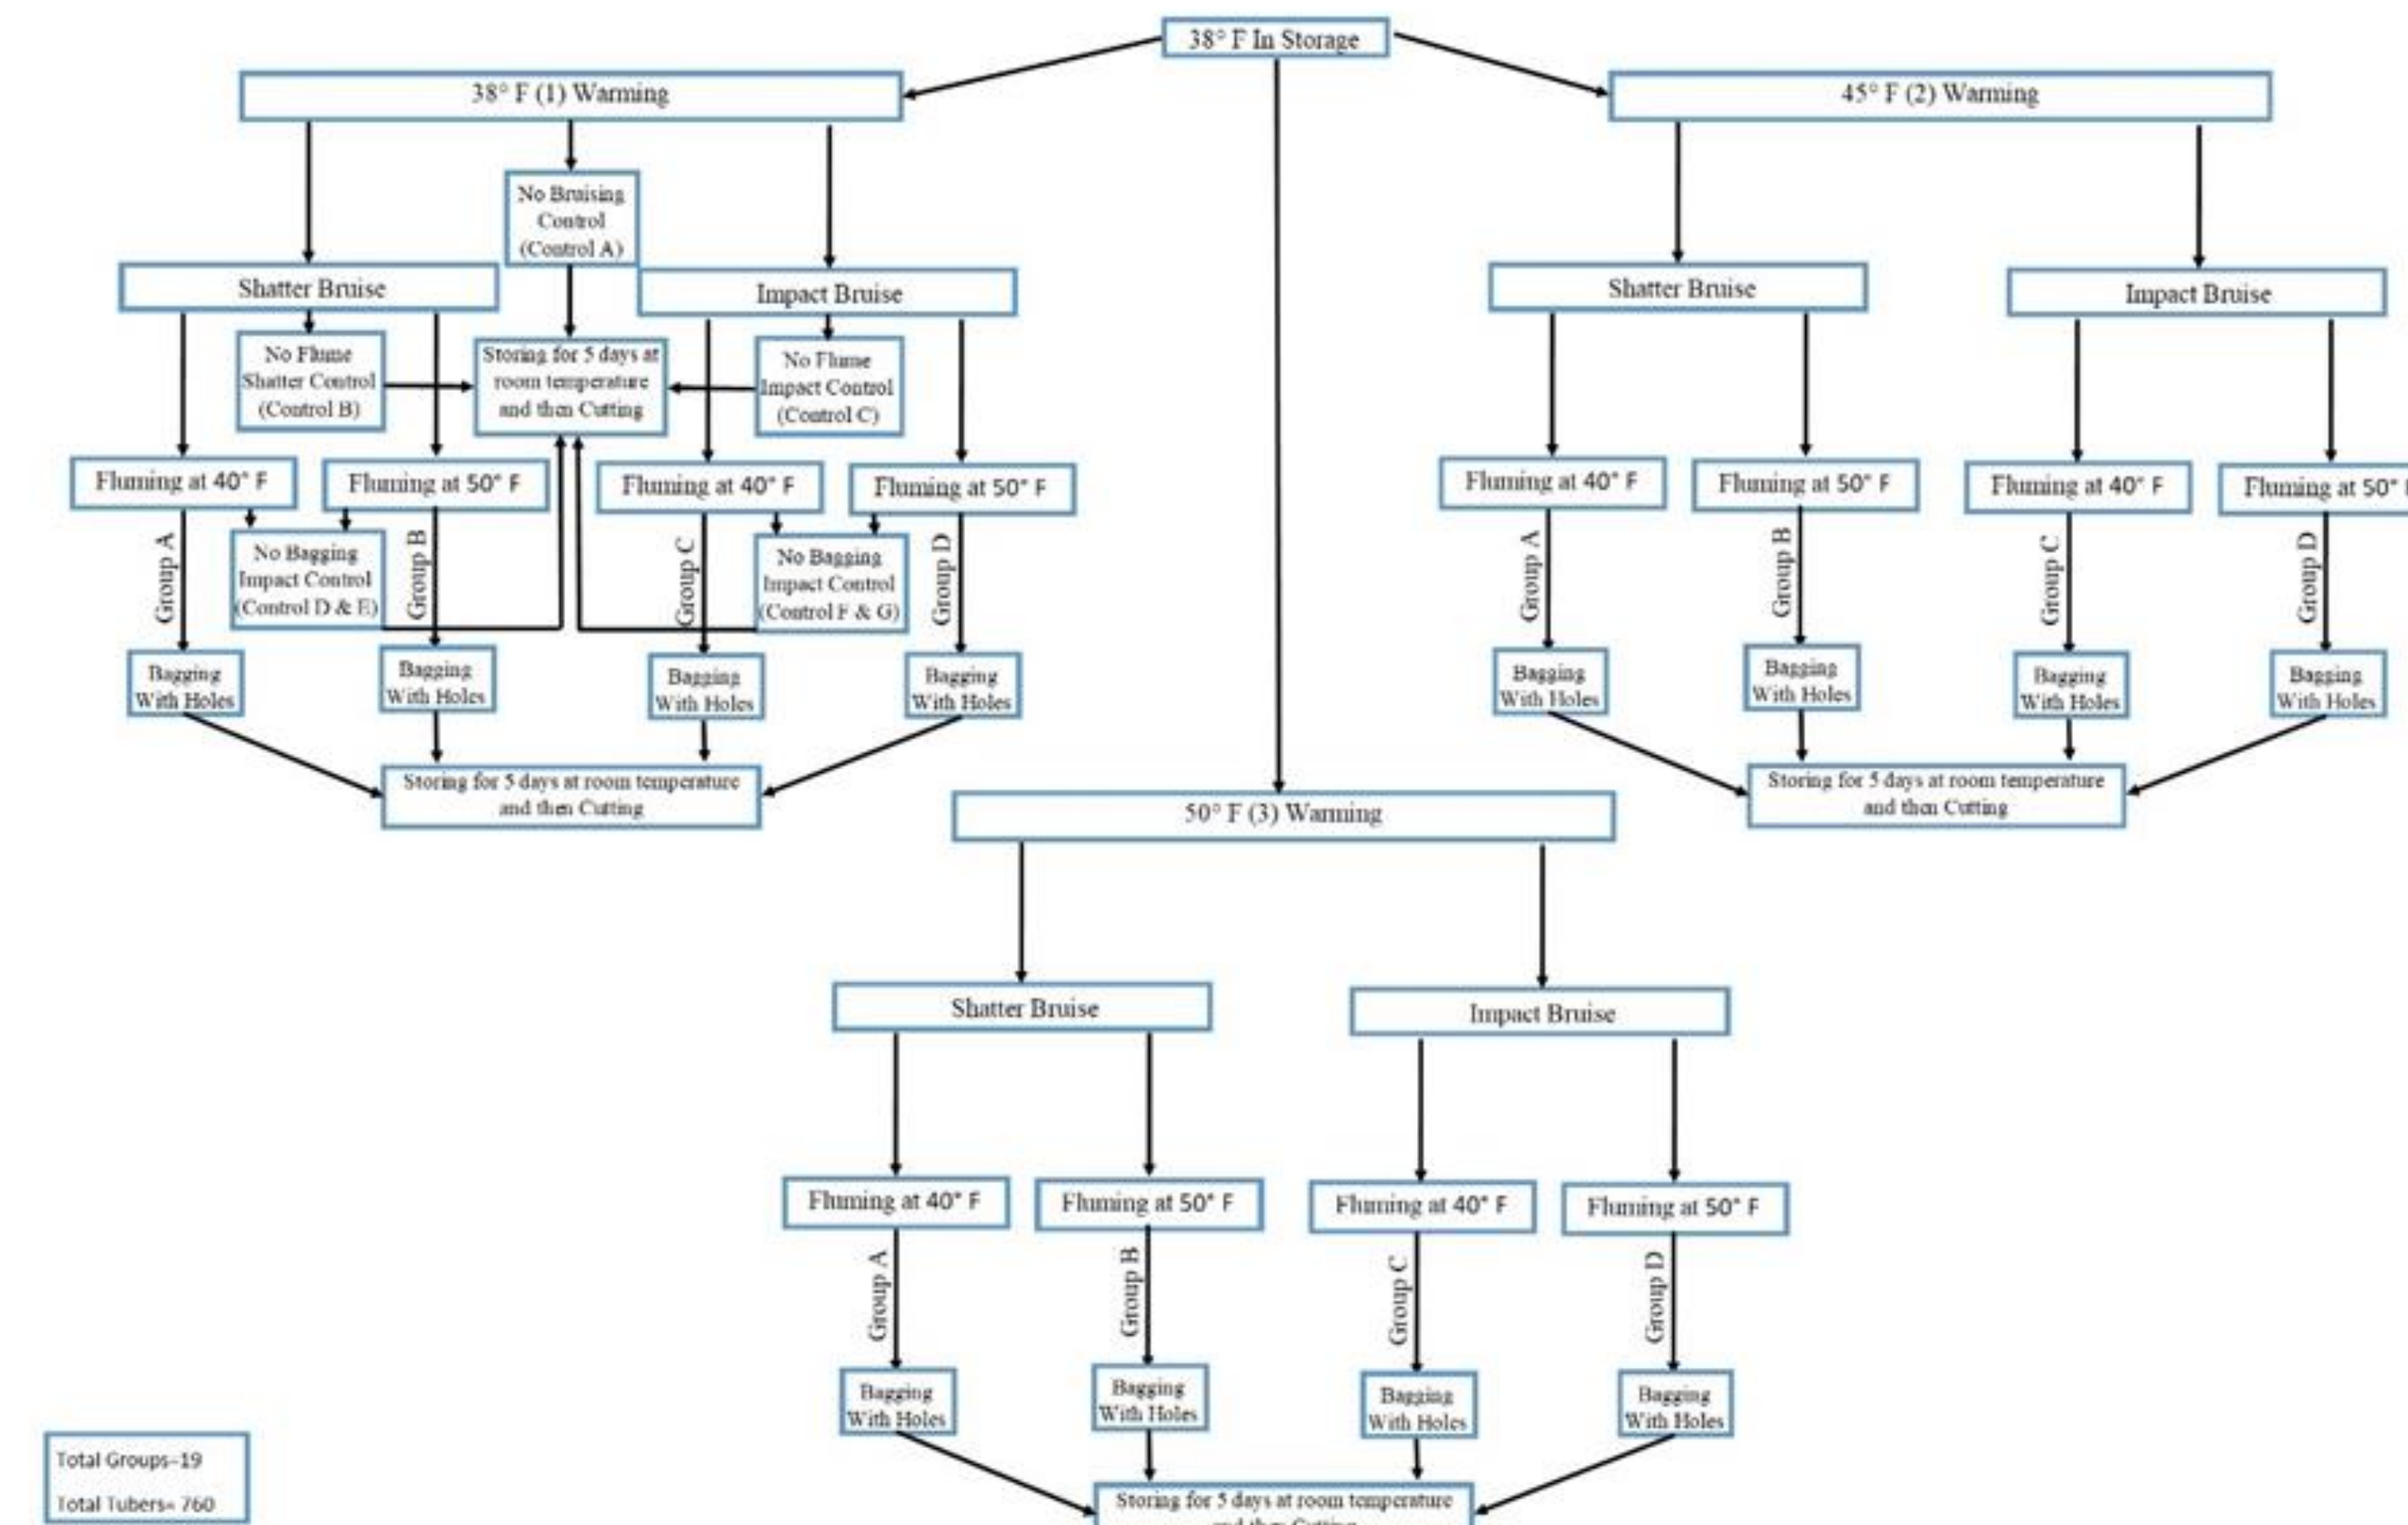 38° F In Storage
38° F (1) Warming
No Bruising
Control
(Control A)
Shatter Bruise
Impact Bruise
No Flume
Shatter Control
(Control B)
Storing for 5 days at
room temperature
and then Cutting
No Flume
Impact Control
(Control C)
Fluming at 40° F
Fluming at 50° F
Fluming at 40° F
Fluming at 50° F
Group A
No Bagging
Impact Control
(Control D & E)
Group B
Group C
No Bagging
Impact Control
(Control F & G)
Group D
Bagging
With Holes
Bagging
With Holes
Bagging
With Holes
Bagging
With Holes
Storing for 5 days at room temperature
and then Cutting
45° F (2) Warming
Shatter Bruise
Impact Bruise
Fluming at 40° F
Fluming at 50° F
Fluming at 40° F
Fluming at 50°
Group A
Group B
Group C
Group D
Bagging
With Holes
Bagging
With Holes
Bagging
With Holes
Bagging
With Holes
Storing for 5 days at room temperature
and then Cutting
50° F (3) Warming
Shatter Bruise
Impact Bruise
Fluming at 40° F
Fluming at 50° F
Fluming at 40° F
Fluming at 50° F
Group A
Group B
Group C
Group D
Bagging
With Holes
Bagging
With Holes
Bagging
With Holes
Bagging
With Holes
Storing for 5 days at room temperature
and then Cutting
Total Groups-19
Total Tubers= 760